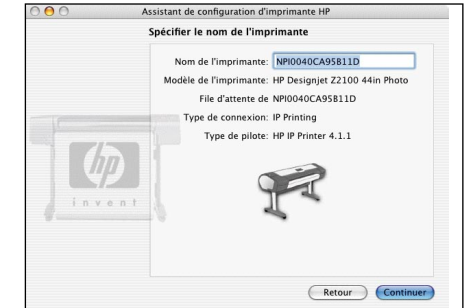 Assistant de configuration d'imprimante HP
Spécifier le nom de l'imprimante
Nom de l'imprimante: NPI0040CA95B11D
Modèle de l'imprimante: HP Designjet Z2100 44in Photo
File d'attente de NPI0040CA95B11D
Type de connexion: IP Printing
Type de pilote: HP IP Printer 4.1.1
hp
invent
Retour Continuer